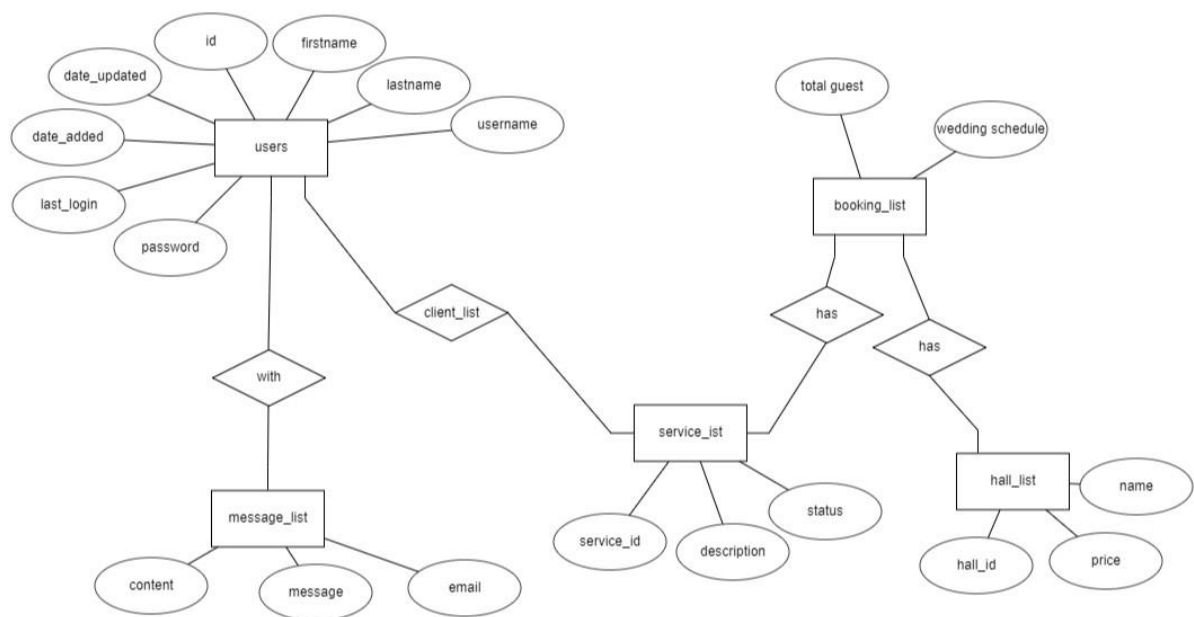 id
firstname
date_updated
lastname
date_added
users
username
last_login
password
total guest
wedding schedule
booking_list
client_list
has
has
with
service_ist
message_list
content
message
email
service_id
description
status
hall_list
name
hall_id
price